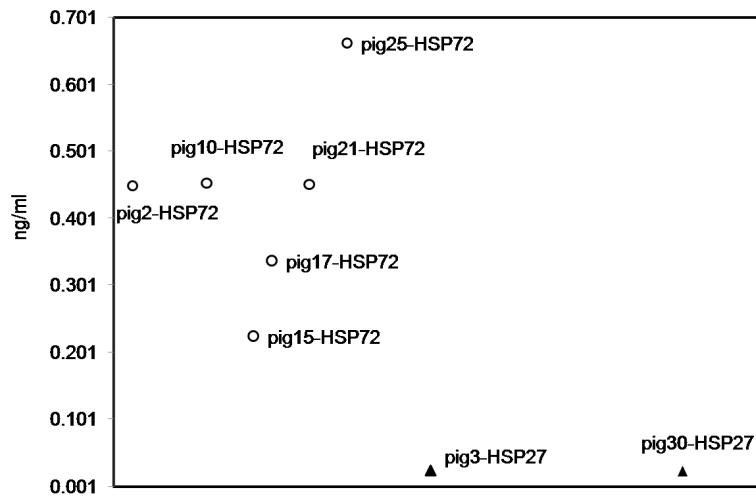 0.701
pig25-HSP72
0.601
0.501
pig10-HSP72
pig21-HSP72
ng/ml
pig2-HSP72
0.401
pig17-HSP72
0.301
pig15-HSP72
0.201
0.101
pig3-HSP27
pig30-HSP27
0.001